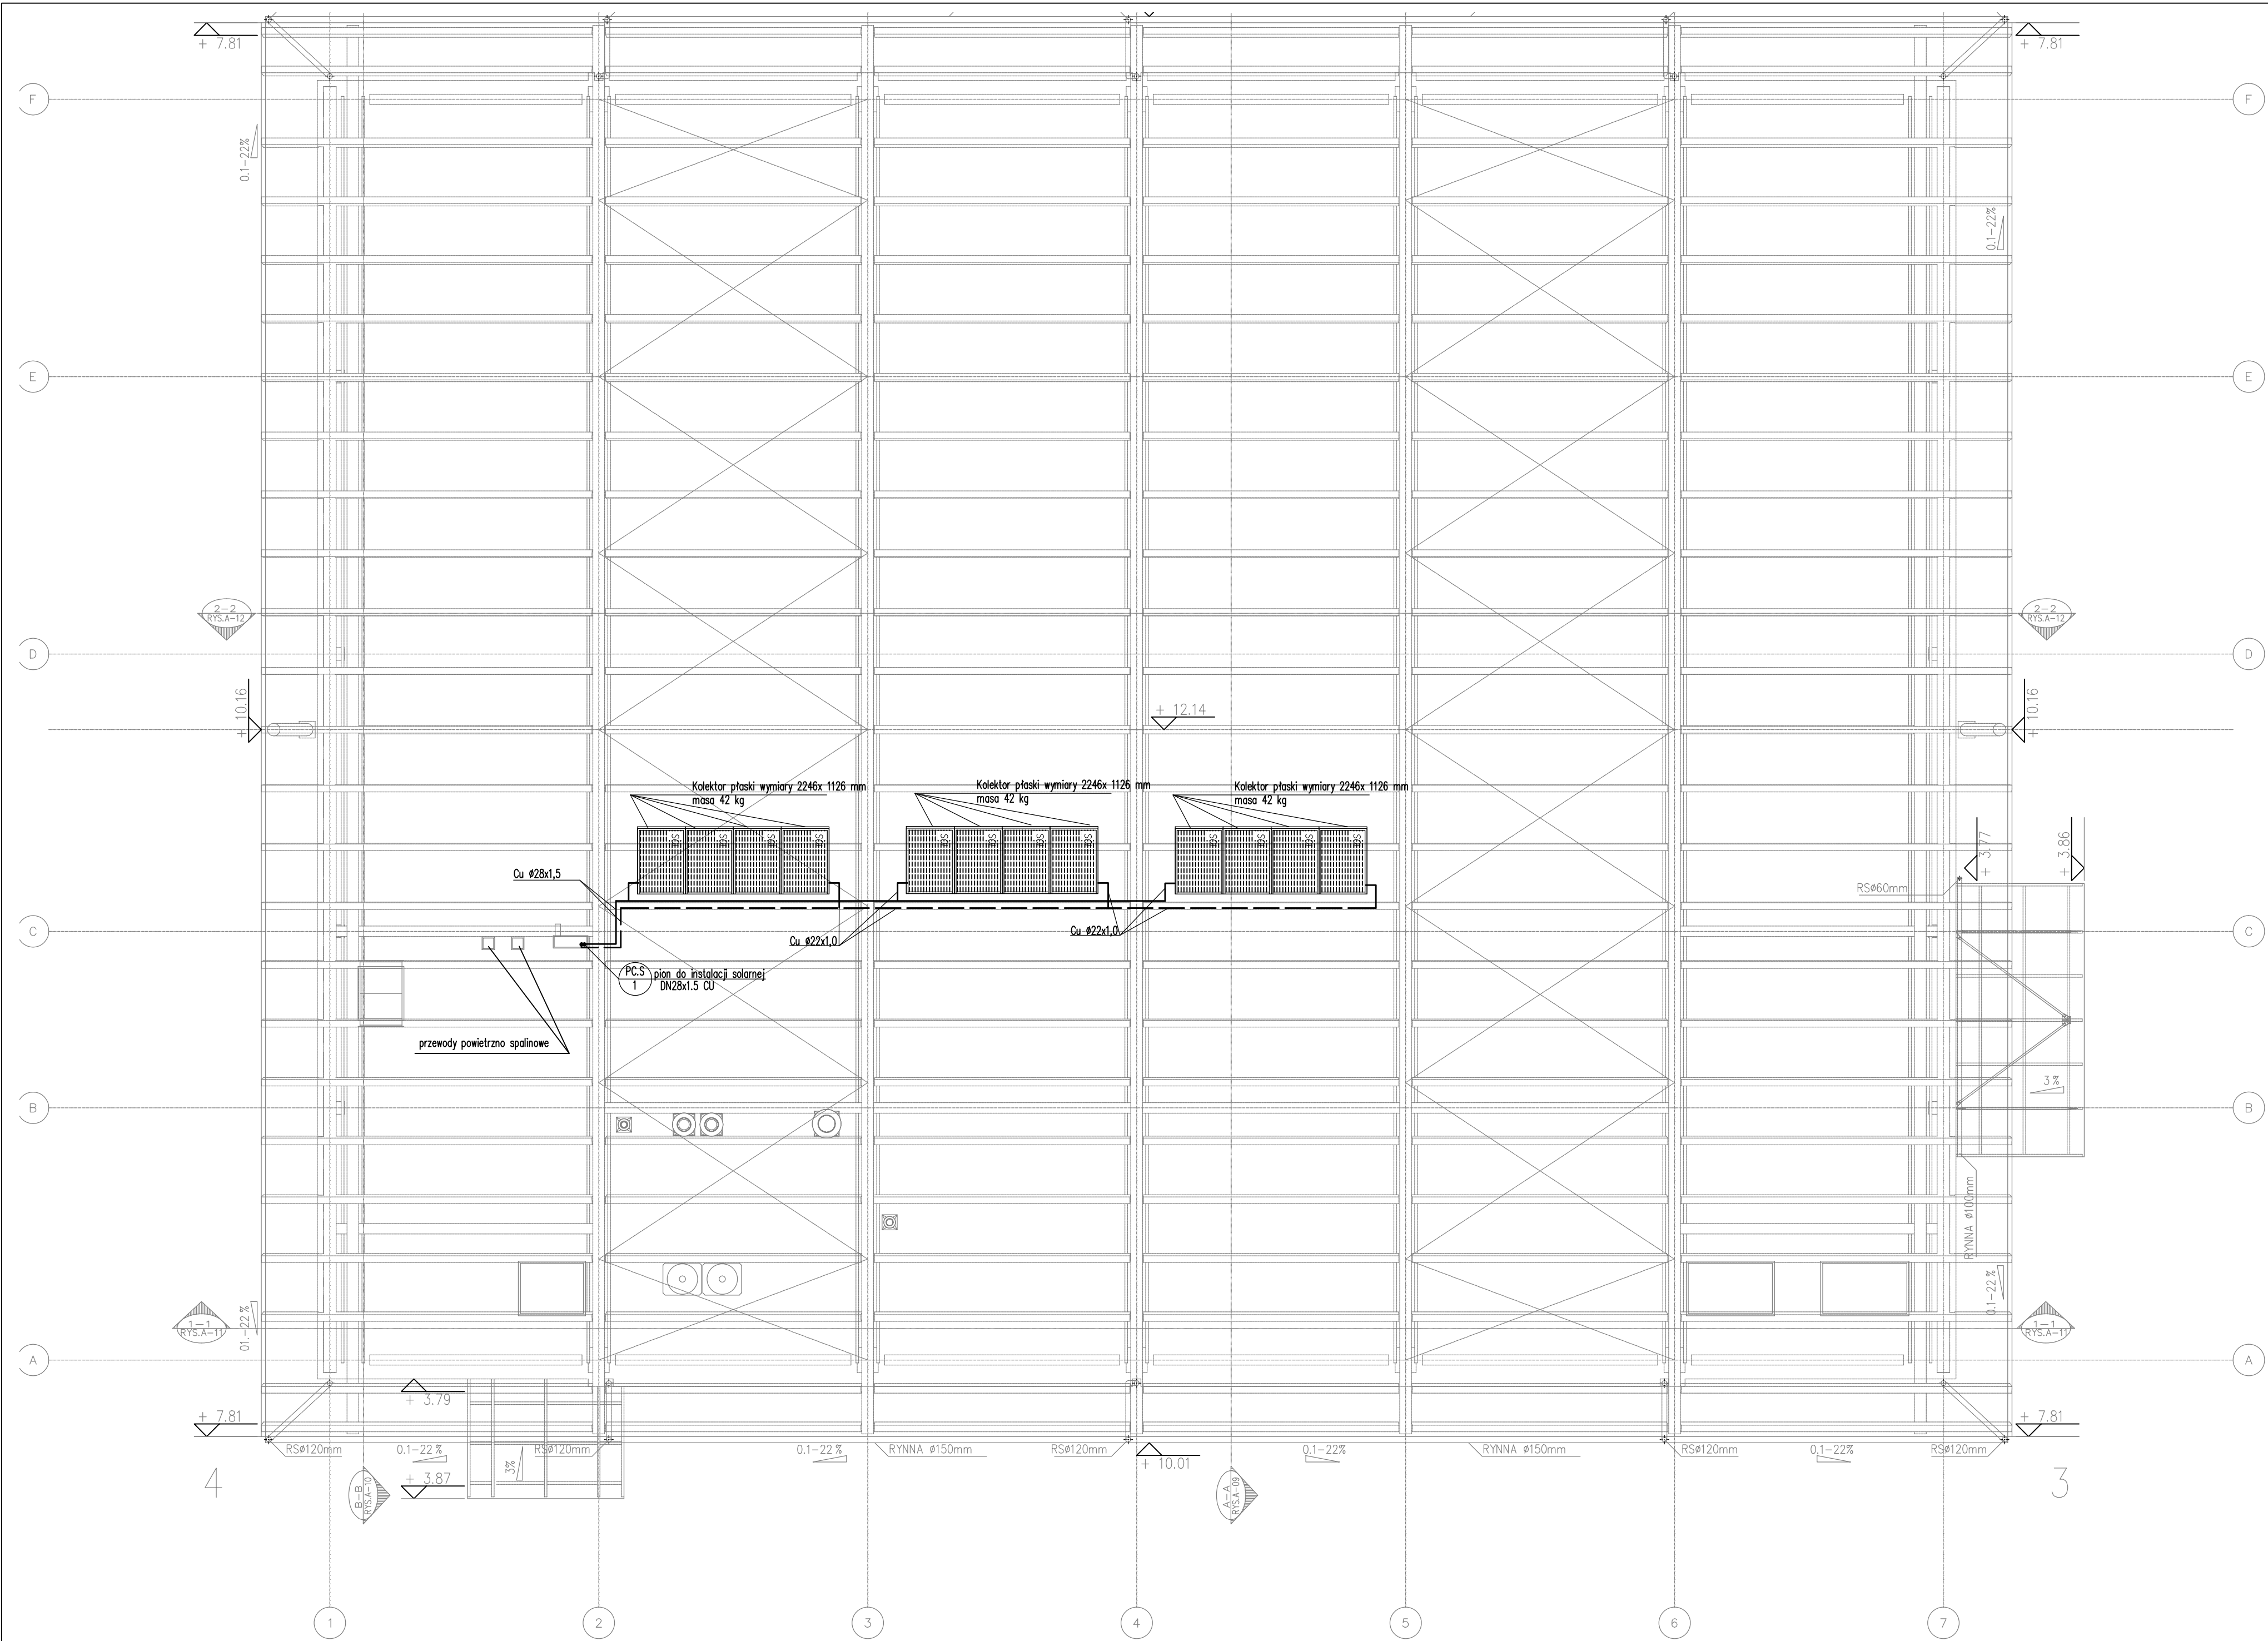 + 7.81
+ 7.81
F
F
0.1-22%
0.1-22%
E
E
2-2
RYS.A-12
2-2
RYS.A-12
D
D
+ 10.16
+ 12.14
+ 10.16
Kolektor płaski wymiary 2246x 1126 mm
masa 42 kg
Kolektor płaski wymiary 2246x 1126 mm
masa 42 kg
Kolektor płaski wymiary 2246x 1126 mm
masa 42 kg
+ 3.77
+ 3.86
Cu Ø28x1,5
RSØ60mm
C
C
Cu Ø22x1,0
Cu Ø22x1,0
PC.S
1
pion do instalacji solarnej
DN28x1.5 CU
przewody powietrzno spalinowe
3%
B
B
RYNNA Ø100mm
0.1-22%
01.-22%
1-1
RYS.A-11
1-1
RYS.A-11
A
A
+ 3.79
+ 7.81
+ 7.81
RSØ120mm
0.1-22%
RSØ120mm
0.1-22%
RYNNA Ø150mm
RSØ120mm
+ 10.01
0.1-22%
RYNNA Ø150mm
RSØ120mm
0.1-22%
RSØ120mm
3%
+ 3.87
4
3
B-B
RYS.A-10
A-A
RYS.A-09
1
2
3
4
5
6
7